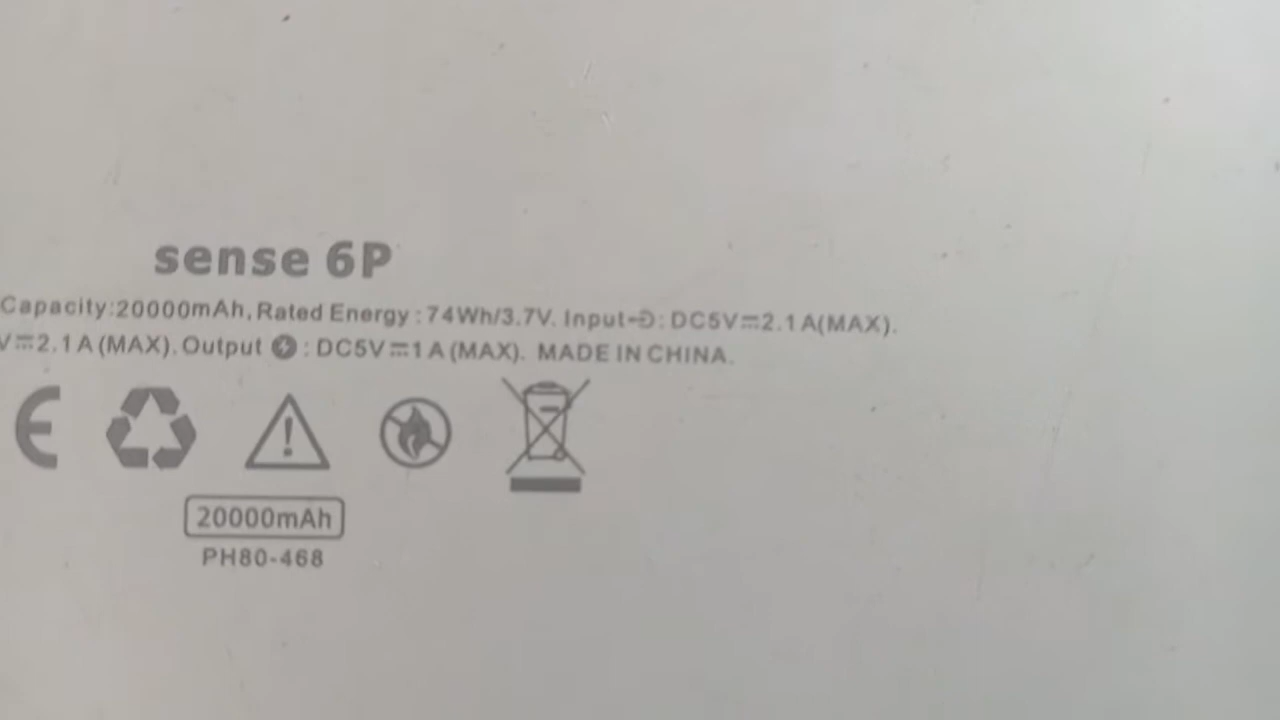 sense 6P
Capacity:20000mAh, Rated Energy : 74Wh/3.7V. Input : DC5V⎓2.1A(MAX).
V⎓2.1A(MAX). Output : DC5V⎓1A(MAX). MADE IN CHINA.
20000mAh
PH80-468